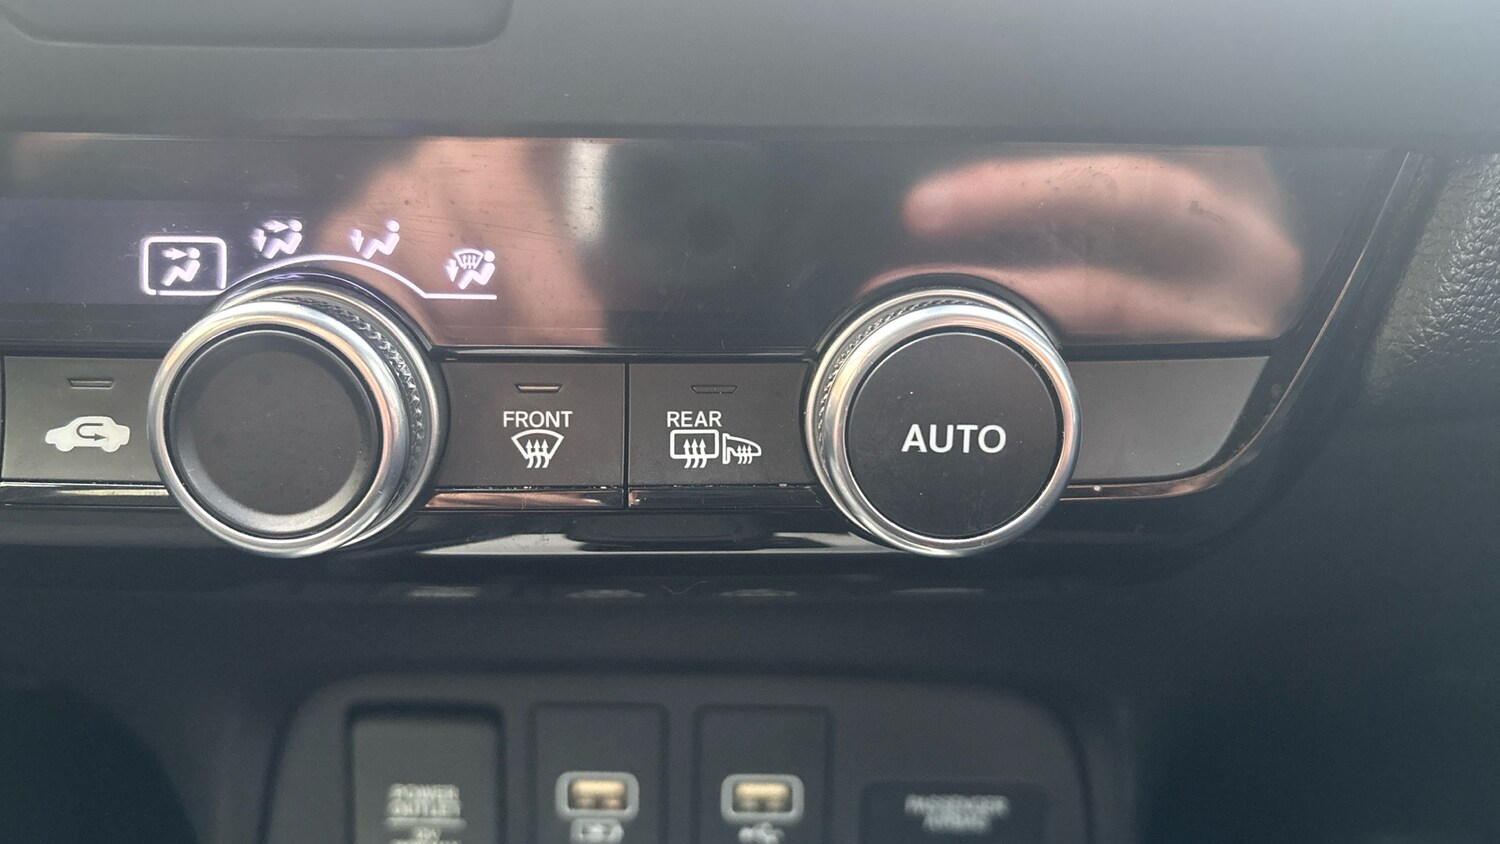 FRONT
REAR
AUTO
POWER
OUTLET
PASSENGER
AIRBAG